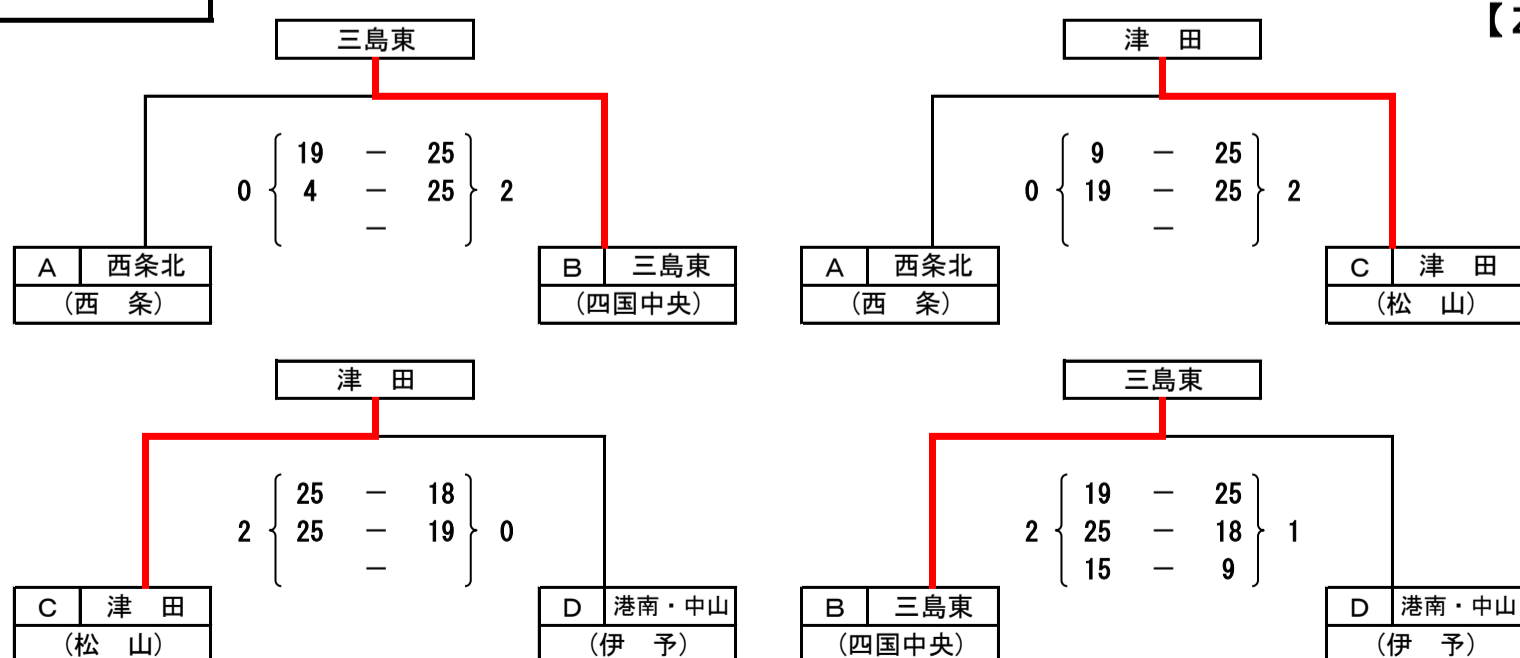 三島東
19 － 25
0 4 － 25 2
－
A 西条北
(西 条)
B 三島東
(四国中央)
津 田
9 － 25
0 19 － 25 2
－
A 西条北
(西 条)
C 津 田
(松 山)
津 田
25 － 18
2 25 － 19 0
－
C 津 田
(松 山)
D 港南・中山
(伊 予)
三島東
19 － 25
2 25 － 18 1
15 － 9
B 三島東
(四国中央)
D 港南・中山
(伊 予)